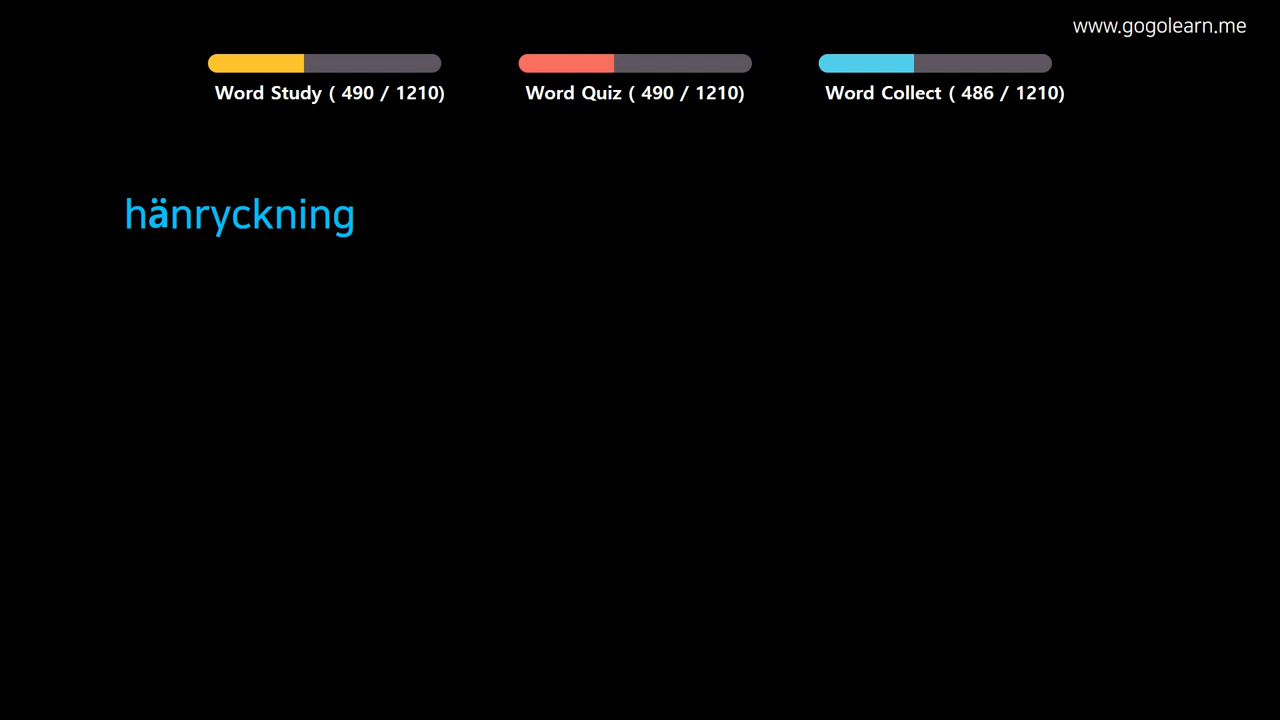 www.gogolearn.me
Word Study ( 490 / 1210)
Word Quiz ( 490 / 1210)
Word Collect ( 486 / 1210)
hänryckning